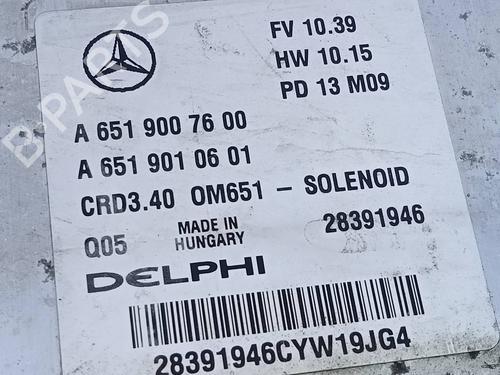 FV 10.39
HW 10.15
PD 13 M09
A 651 900 76 00
A 651 901 06 01
CRD3.40 OM651 – SOLENOID
Q05 MADE IN HUNGARY 28391946
DELPHI
28391946CYW19JG4
B-PARTS